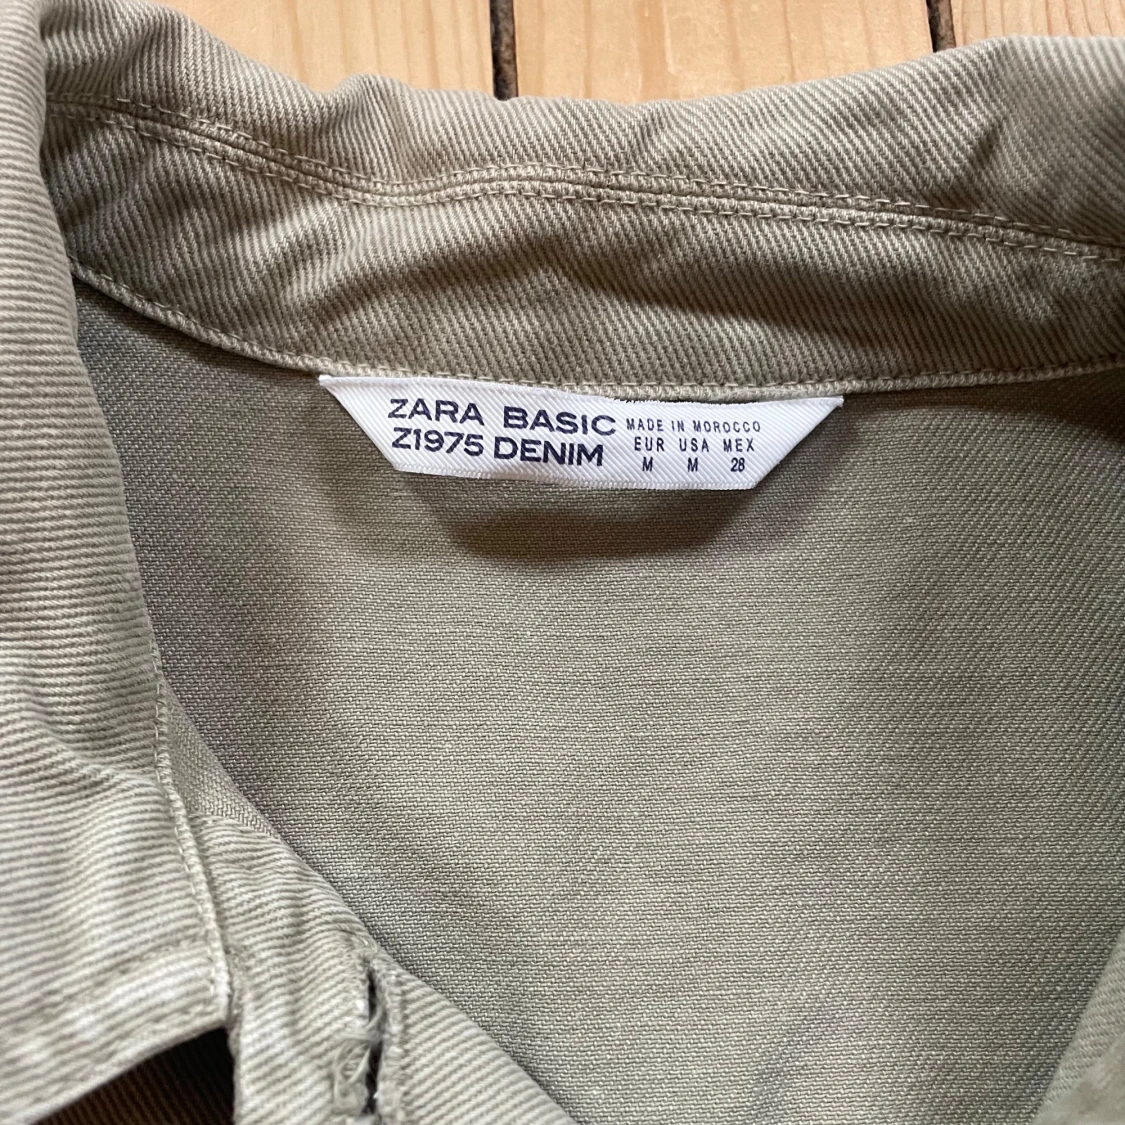 ZARA BASIC
Z1975 DENIM
MADE IN MOROCCO
EUR USA MEX
M M 28